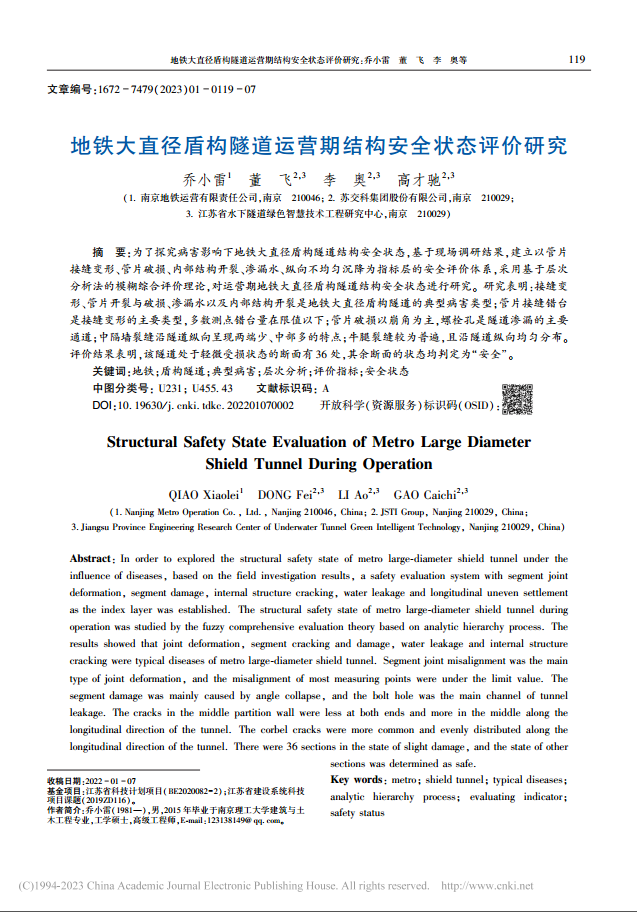 地铁大直径盾构隧道运营期结构安全状态评价研究:乔小雷 董 飞 李 奥等
119
文章编号:1672-7479(2023)01-0119-07
地铁大直径盾构隧道运营期结构安全状态评价研究
乔小雷1 董 飞2,3 李 奥2,3 高才驰2,3
(1. 南京地铁运营有限责任公司,南京 210046; 2. 苏交科集团股份有限公司,南京 210029;
3. 江苏省水下隧道绿色智慧技术工程研究中心,南京 210029)
摘 要:为了探究病害影响下地铁大直径盾构隧道结构安全状态,基于现场调研结果,建立以管片
接缝变形、管片破损、内部结构开裂、渗漏水、纵向不均匀沉降为指标层的安全评价体系,采用基于层次
分析法的模糊综合评价理论,对运营期地铁大直径盾构隧道结构安全状态进行研究。研究表明:接缝变
形、管片开裂与破损、渗漏水以及内部结构开裂是地铁大直径盾构隧道的典型病害类型;管片接缝错台
是接缝变形的主要类型,多数测点错台量在限值以下;管片破损以崩角为主,螺栓孔是隧道渗漏的主要
通道;中隔墙裂缝沿隧道纵向呈现两端少、中部多的特点;牛腿裂缝较为普遍,且沿隧道纵向均匀分布。
评价结果表明,该隧道处于轻微受损状态的断面有36处,其余断面的状态均判定为“安全”。
关键词:地铁;盾构隧道;典型病害;层次分析;评价指标;安全状态
中图分类号: U231; U455.43 文献标识码: A
DOI:10.19630/j.cnki.tdkc.202201070002 开放科学(资源服务)标识码(OSID):
Structural Safety State Evaluation of Metro Large Diameter
Shield Tunnel During Operation
QIAO Xiaolei1 DONG Fei2,3 LI Ao2,3 GAO Caichi2,3
(1. Nanjing Metro Operation Co., Ltd., Nanjing 210046, China; 2. JSTI Group, Nanjing 210029, China;
3. Jiangsu Province Engineering Research Center of Underwater Tunnel Green Intelligent Technology, Nanjing 210029, China)
Abstract: In order to explored the structural safety state of metro large-diameter shield tunnel under the
influence of diseases, based on the field investigation results, a safety evaluation system with segment joint
deformation, segment damage, internal structure cracking, water leakage and longitudinal uneven settlement
as the index layer was established. The structural safety state of metro large-diameter shield tunnel during
operation was studied by the fuzzy comprehensive evaluation theory based on analytic hierarchy process. The
results showed that joint deformation, segment cracking and damage, water leakage and internal structure
cracking were typical diseases of metro large-diameter shield tunnel. Segment joint misalignment was the main
type of joint deformation, and the misalignment of most measuring points were under the limit value. The
segment damage was mainly caused by angle collapse, and the bolt hole was the main channel of tunnel
leakage. The cracks in the middle partition wall were less at both ends and more in the middle along the
longitudinal direction of the tunnel. The corbel cracks were more common and evenly distributed along the
longitudinal direction of the tunnel. There were 36 sections in the state of slight damage, and the state of other
sections was determined as safe.
Key words: metro; shield tunnel; typical diseases;
analytic hierarchy process; evaluating indicator;
safety status
收稿日期:2022-01-07
基金项目:江苏省科技计划项目(BE2020082-2);江苏省建设系统科技
项目课题(2019ZD116)。
作者简介:乔小雷(1981—),男,2015年毕业于南京理工大学建筑与土
木工程专业,工学硕士,高级工程师,E-mail:123138149@qq.com。
(C)1994-2023 China Academic Journal Electronic Publishing House. All rights reserved. http://www.cnki.net